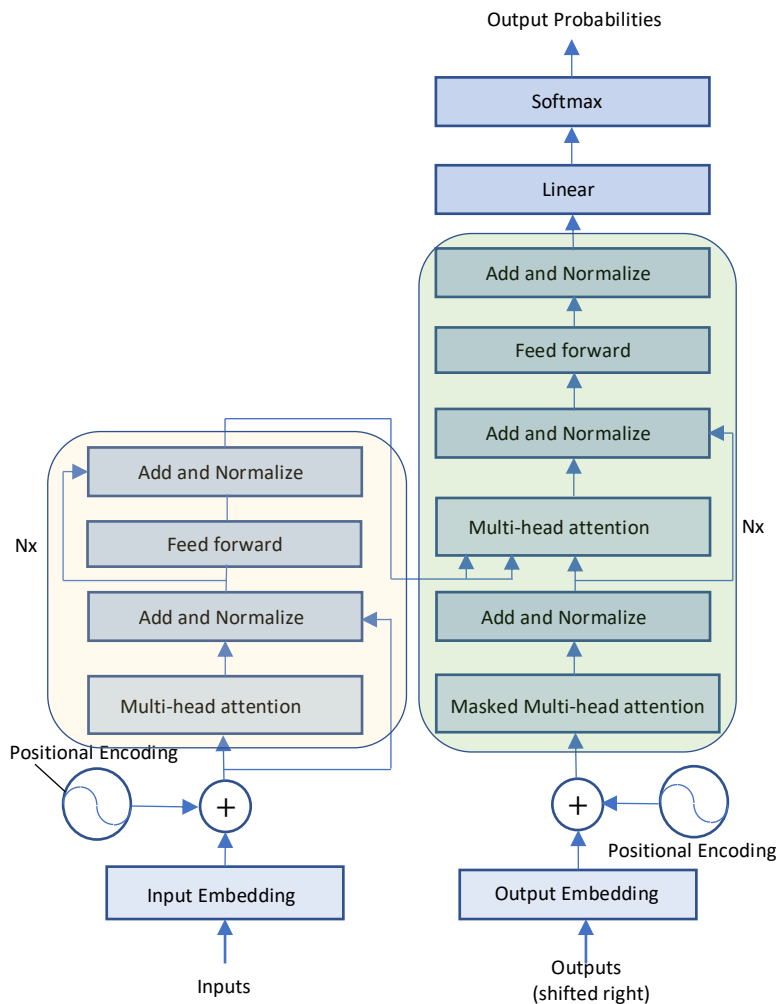 Output Probabilities
Softmax
Linear
Add and Normalize
Feed forward
Add and Normalize
Multi-head attention
Nx
Add and Normalize
Masked Multi-head attention
Positional Encoding
Output Embedding
Outputs
(shifted right)
Add and Normalize
Nx
Feed forward
Add and Normalize
Multi-head attention
Positional Encoding
+
+
Input Embedding
Inputs